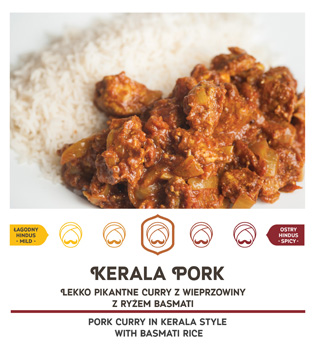 ŁAGODNY
HINDUS
• MILD •
OSTRY
HINDUS
• SPICY •
KERALA PORK
LEKKO PIKANTNE CURRY Z WIEPRZOWINY
Z RYŻEM BASMATI
PORK CURRY IN KERALA STYLE
WITH BASMATI RICE